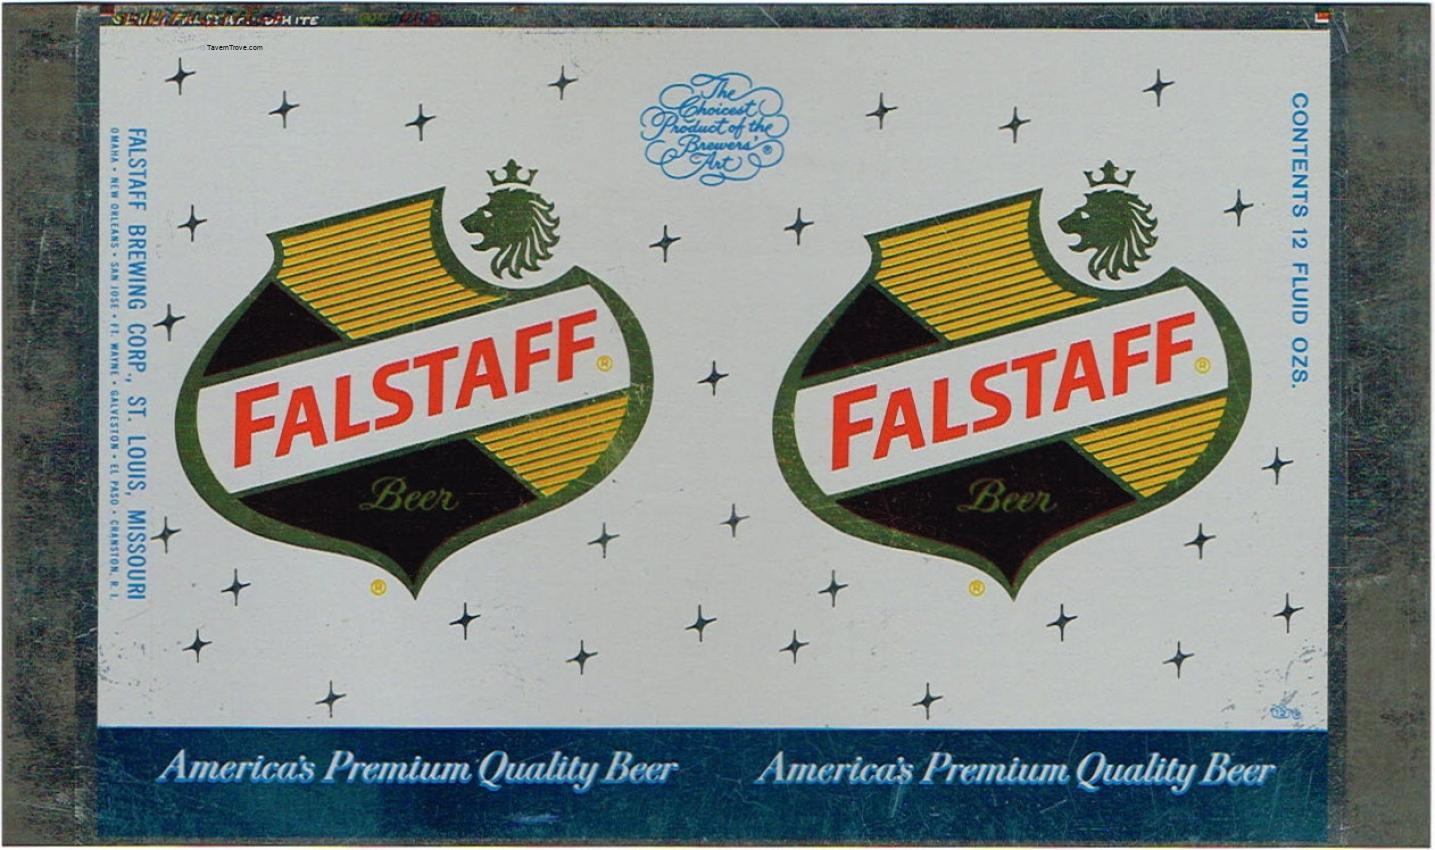 © TavernTrove.com
The
Choicest
Product of the
Brewers'
Art ®
FALSTAFF BREWING CORP., ST. LOUIS, MISSOURI
OMAHA • NEW ORLEANS • SAN JOSE • FT. WAYNE • GALVESTON • EL PASO • CRANSTON, R. I.
FALSTAFF ®
Beer
®
FALSTAFF ®
Beer
®
CONTENTS 12 FLUID OZS.
America's Premium Quality Beer
America's Premium Quality Beer